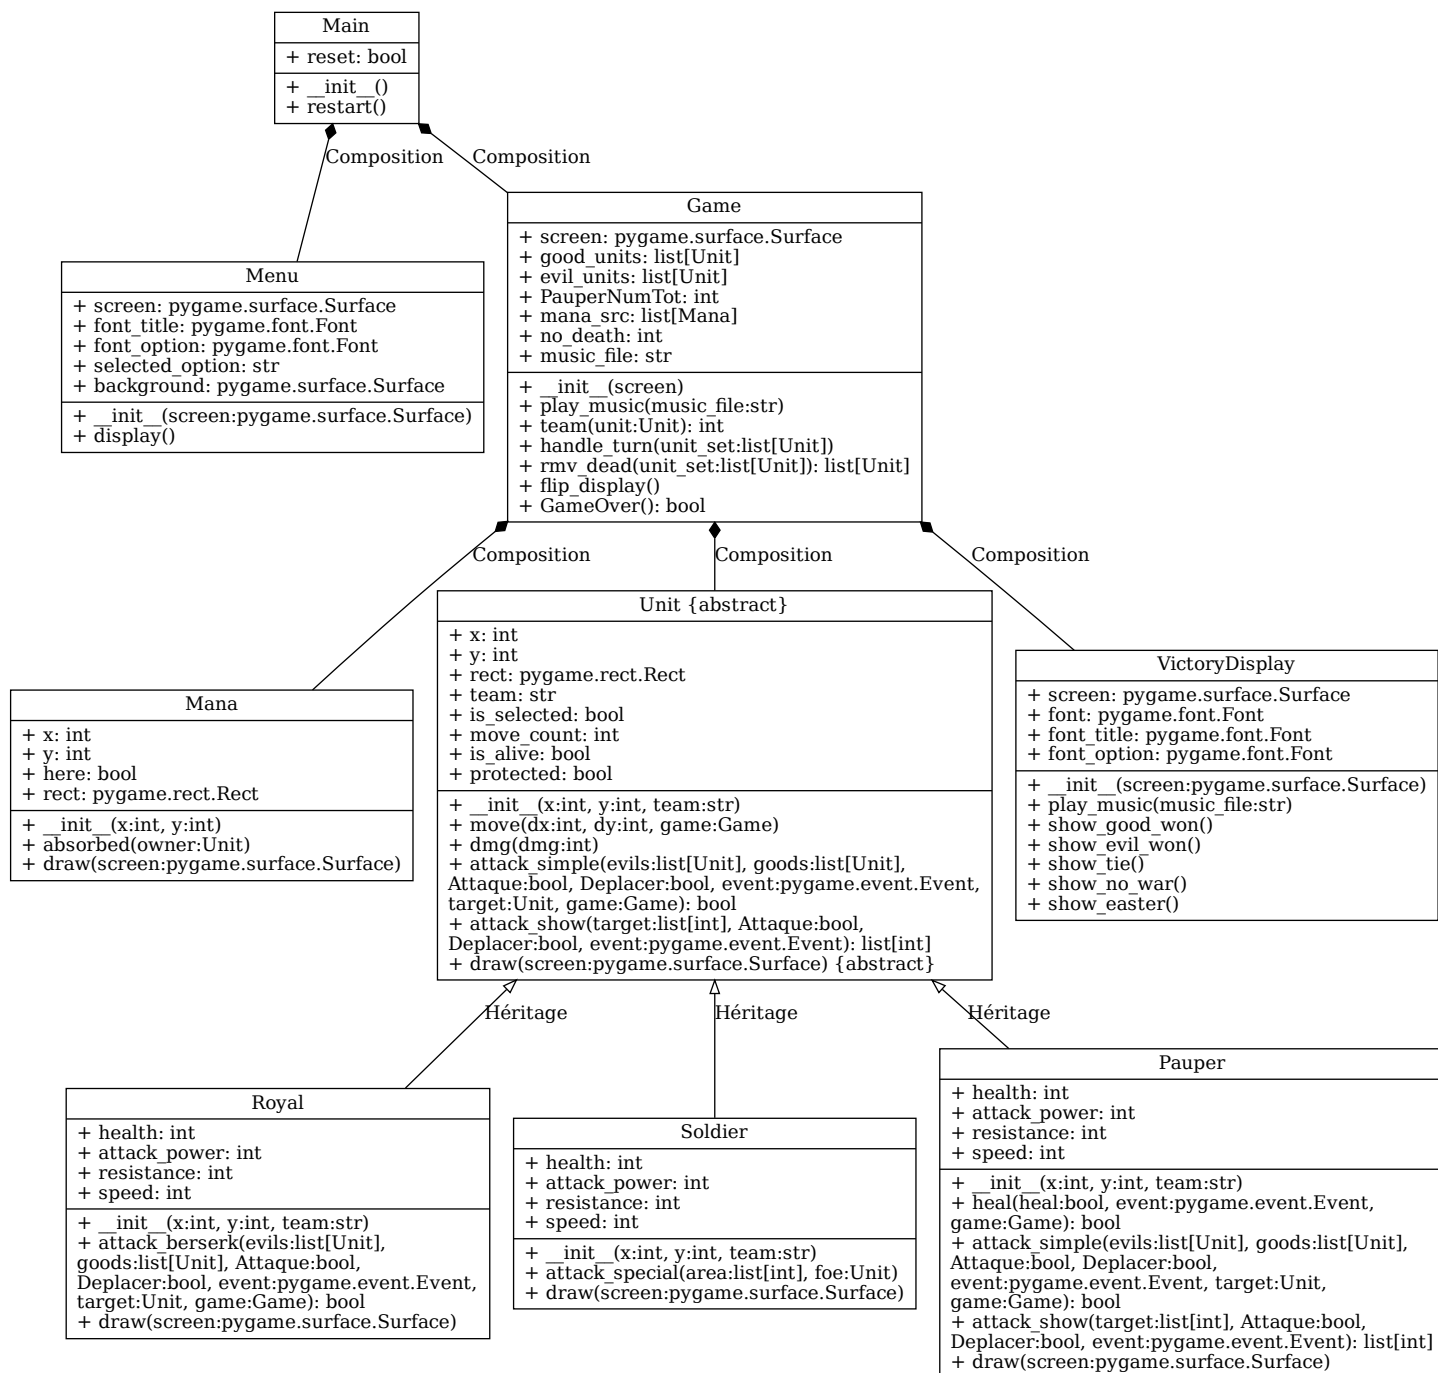 Main
+ reset: bool
+ __init__()
+ restart()
Composition
Composition
Game
+ screen: pygame.surface.Surface
+ good_units: list[Unit]
+ evil_units: list[Unit]
+ PauperNumTot: int
+ mana_src: list[Mana]
+ no_death: int
+ music_file: str
+ __init__(screen)
+ play_music(music_file:str)
+ team(unit:Unit): int
+ handle_turn(unit_set:list[Unit])
+ rmv_dead(unit_set:list[Unit]): list[Unit]
+ flip_display()
+ GameOver(): bool
Menu
+ screen: pygame.surface.Surface
+ font_title: pygame.font.Font
+ font_option: pygame.font.Font
+ selected_option: str
+ background: pygame.surface.Surface
+ __init__(screen:pygame.surface.Surface)
+ display()
Composition
Composition
Composition
Unit {abstract}
+ x: int
+ y: int
+ rect: pygame.rect.Rect
+ team: str
+ is_selected: bool
+ move_count: int
+ is_alive: bool
+ protected: bool
+ __init__(x:int, y:int, team:str)
+ move(dx:int, dy:int, game:Game)
+ dmg(dmg:int)
+ attack_simple(evils:list[Unit], goods:list[Unit],
Attaque:bool, Deplacer:bool, event:pygame.event.Event,
target:Unit, game:Game): bool
+ attack_show(target:list[int], Attaque:bool,
Deplacer:bool, event:pygame.event.Event): list[int]
+ draw(screen:pygame.surface.Surface) {abstract}
VictoryDisplay
+ screen: pygame.surface.Surface
+ font: pygame.font.Font
+ font_title: pygame.font.Font
+ font_option: pygame.font.Font
+ __init__(screen:pygame.surface.Surface)
+ play_music(music_file:str)
+ show_good_won()
+ show_evil_won()
+ show_tie()
+ show_no_war()
+ show_easter()
Mana
+ x: int
+ y: int
+ here: bool
+ rect: pygame.rect.Rect
+ __init__(x:int, y:int)
+ absorbed(owner:Unit)
+ draw(screen:pygame.surface.Surface)
Héritage
Héritage
Héritage
Royal
+ health: int
+ attack_power: int
+ resistance: int
+ speed: int
+ __init__(x:int, y:int, team:str)
+ attack_berserk(evils:list[Unit],
goods:list[Unit], Attaque:bool,
Deplacer:bool, event:pygame.event.Event,
target:Unit, game:Game): bool
+ draw(screen:pygame.surface.Surface)
Soldier
+ health: int
+ attack_power: int
+ resistance: int
+ speed: int
+ __init__(x:int, y:int, team:str)
+ attack_special(area:list[int], foe:Unit)
+ draw(screen:pygame.surface.Surface)
Pauper
+ health: int
+ attack_power: int
+ resistance: int
+ speed: int
+ __init__(x:int, y:int, team:str)
+ heal(heal:bool, event:pygame.event.Event,
game:Game): bool
+ attack_simple(evils:list[Unit], goods:list[Unit],
Attaque:bool, Deplacer:bool,
event:pygame.event.Event, target:Unit,
game:Game): bool
+ attack_show(target:list[int], Attaque:bool,
Deplacer:bool, event:pygame.event.Event): list[int]
+ draw(screen:pygame.surface.Surface)